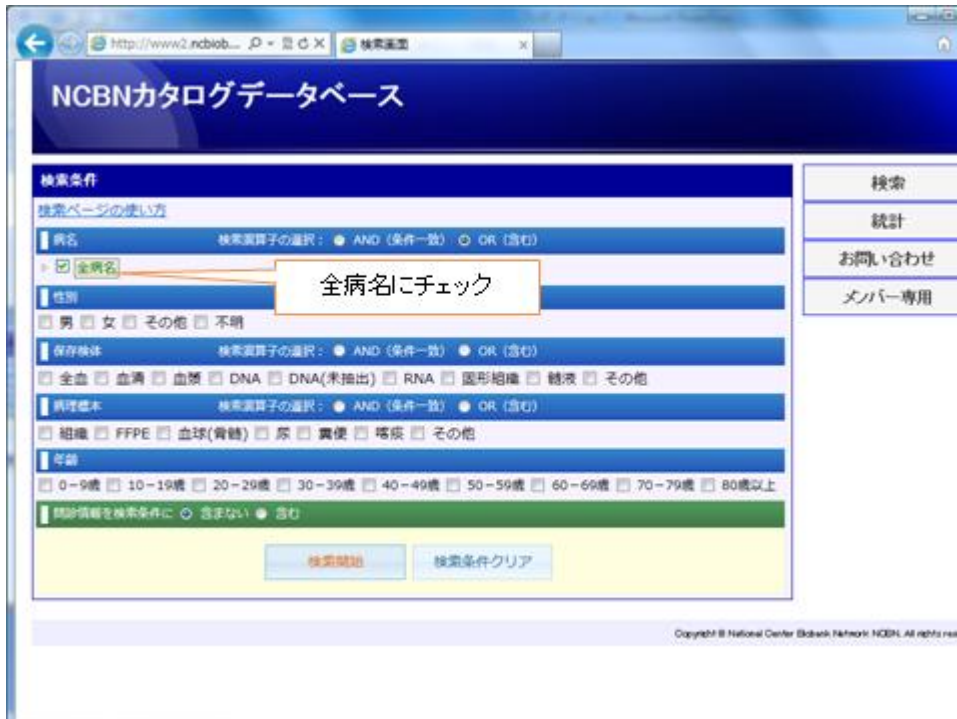 http://www2.ncbiob...
検索画面
NCBNカタログデータベース
検索条件
検索ページの使い方
病名 検索演算子の選択: AND (条件一致) OR (含む)
全病名
全病名にチェック
性別
男 女 その他 不明
保存検体 検索演算子の選択: AND (条件一致) OR (含む)
全血 血清 血漿 DNA DNA(未抽出) RNA 固形組織 髄液 その他
病理標本 検索演算子の選択: AND (条件一致) OR (含む)
組織 FFPE 血球(骨髄) 尿 糞便 喀痰 その他
年齢
0-9歳 10-19歳 20-29歳 30-39歳 40-49歳 50-59歳 60-69歳 70-79歳 80歳以上
問診情報を検索条件に 含まない 含む
検索開始 検索条件クリア
検索
統計
お問い合わせ
メンバー専用
Copyright © National Center Biobank Network NCBN. All rights res